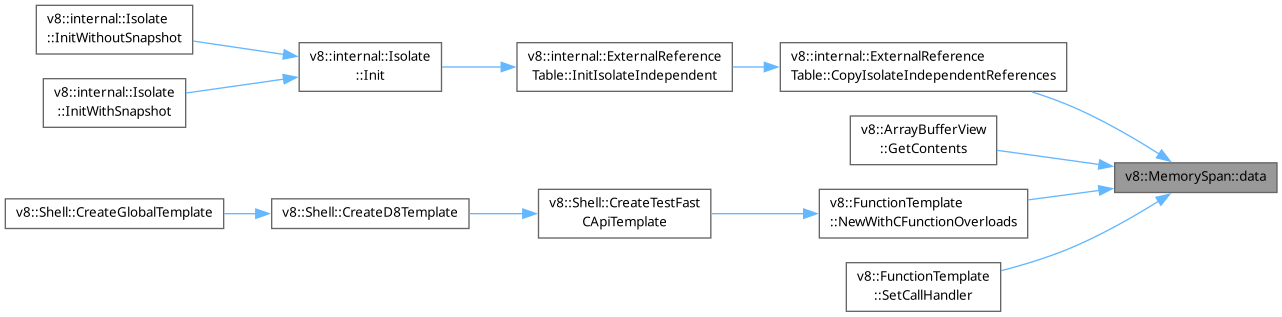 v8::internal::Isolate
::InitWithoutSnapshot
v8::internal::Isolate
::InitWithSnapshot
v8::internal::Isolate
::Init
v8::internal::ExternalReference
Table::InitIsolateIndependent
v8::internal::ExternalReference
Table::CopyIsolateIndependentReferences
v8::ArrayBufferView
::GetContents
v8::MemorySpan::data
v8::Shell::CreateGlobalTemplate
v8::Shell::CreateD8Template
v8::Shell::CreateTestFast
CApiTemplate
v8::FunctionTemplate
::NewWithCFunctionOverloads
v8::FunctionTemplate
::SetCallHandler